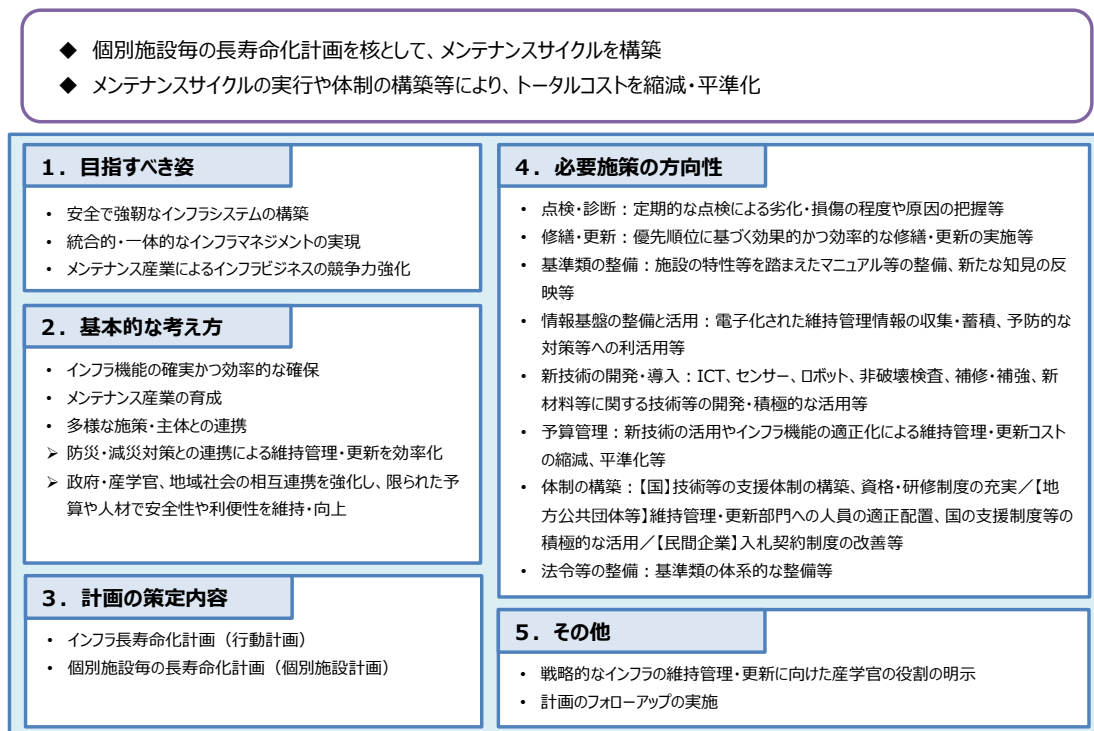 ◆ 個別施設毎の長寿命化計画を核として、メンテナンスサイクルを構築
◆ メンテナンスサイクルの実行や体制の構築等により、トータルコストを縮減・平準化
1. 目指すべき姿
• 安全で強靭なインフラシステムの構築
• 統合的・一体的なインフラマネジメントの実現
• メンテナンス産業によるインフラビジネスの競争力強化
2. 基本的な考え方
• インフラ機能の確実かつ効率的な確保
• メンテナンス産業の育成
• 多様な施策・主体との連携
➢ 防災・減災対策との連携による維持管理・更新を効率化
➢ 政府・産学官、地域社会の相互連携を強化し、限られた予
算や人材で安全性や利便性を維持・向上
3. 計画の策定内容
• インフラ長寿命化計画（行動計画）
• 個別施設毎の長寿命化計画（個別施設計画）
4. 必要施策の方向性
• 点検・診断：定期的な点検による劣化・損傷の程度や原因の把握等
• 修繕・更新：優先順位に基づく効果的かつ効率的な修繕・更新の実施等
• 基準類の整備：施設の特性等を踏まえたマニュアル等の整備、新たな知見の反
映等
• 情報基盤の整備と活用：電子化された維持管理情報の収集・蓄積、予防的な
対策等への利活用等
• 新技術の開発・導入：ICT、センサー、ロボット、非破壊検査、補修・補強、新
材料等に関する技術等の開発・積極的な活用等
• 予算管理：新技術の活用やインフラ機能の適正化による維持管理・更新コスト
の縮減、平準化等
• 体制の構築：【国】技術等の支援体制の構築、資格・研修制度の充実／【地
方公共団体等】維持管理・更新部門への人員の適正配置、国の支援制度等の
積極的な活用／【民間企業】入札契約制度の改善等
• 法令等の整備：基準類の体系的な整備等
5. その他
• 戦略的なインフラの維持管理・更新に向けた産学官の役割の明示
• 計画のフォローアップの実施